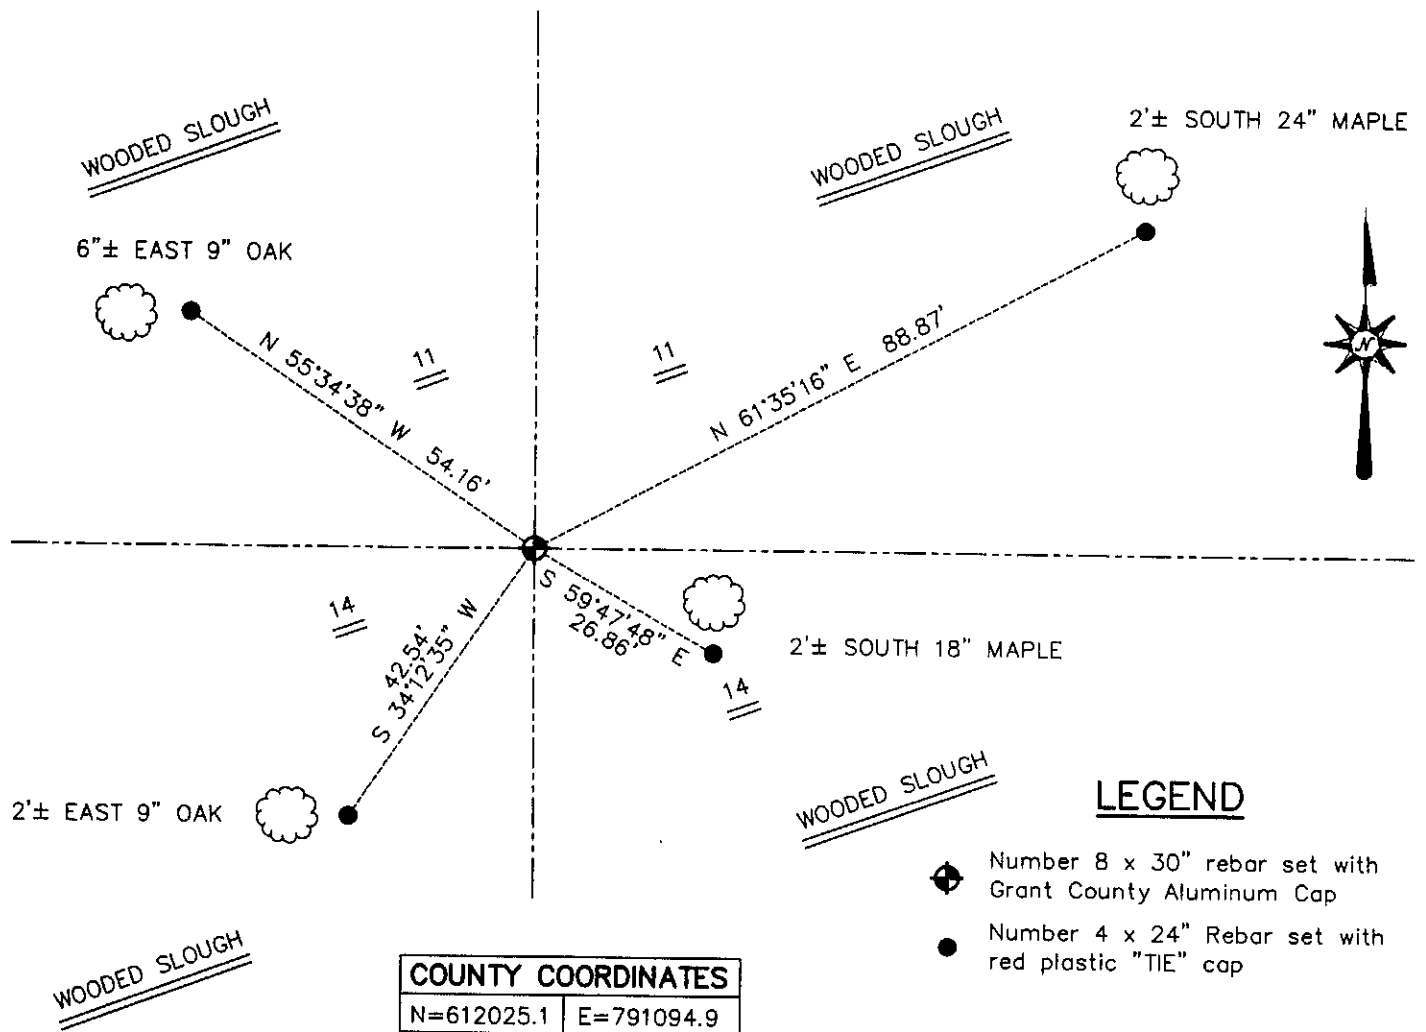 WOODED SLOUGH
WOODED SLOUGH
2'± SOUTH 24" MAPLE
6"± EAST 9" OAK
N 55°34'38" W 54.16'
11
11
N 61°35'16" E 88.87'
N
14
42.54'
S 34°12'35" W
S 59°47'48" E
26.86'
2'± SOUTH 18" MAPLE
14
2'± EAST 9" OAK
WOODED SLOUGH
LEGEND
Number 8 x 30" rebar set with
Grant County Aluminum Cap
Number 4 x 24" Rebar set with
red plastic "TIE" cap
WOODED SLOUGH
COUNTY COORDINATES
N=612025.1 E=791094.9